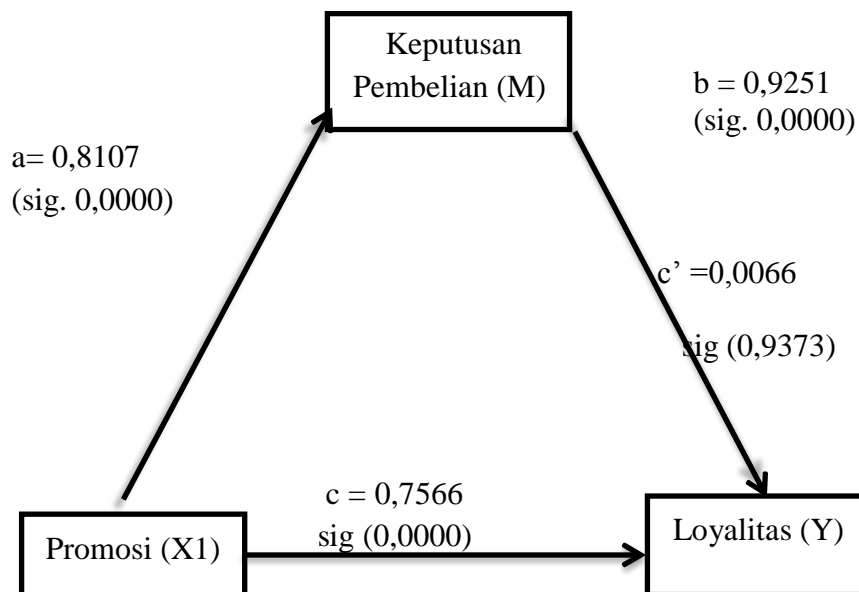 Keputusan
Pembelian (M)
b = 0,9251
(sig. 0,0000)
a= 0,8107
(sig. 0,0000)
c’ =0,0066
sig (0,9373)
c = 0,7566
sig (0,0000)
Promosi (X1)
Loyalitas (Y)